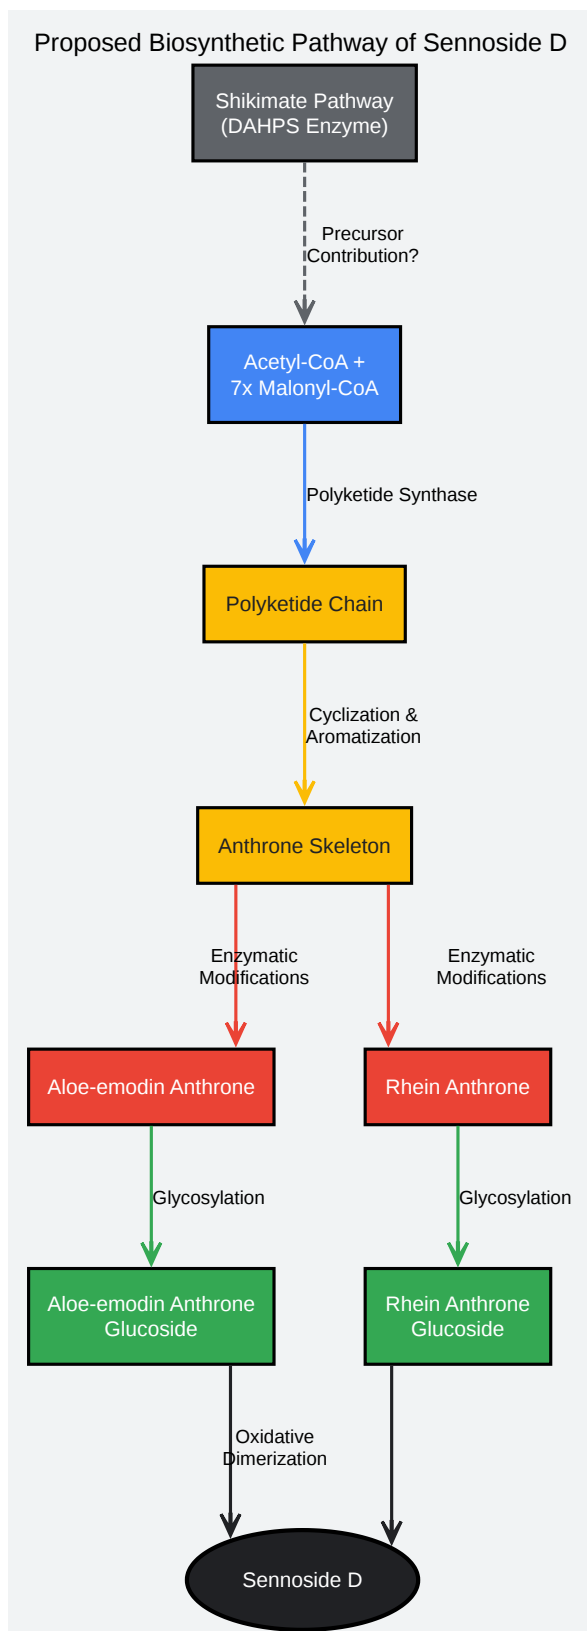 Proposed Biosynthetic Pathway of Sennoside D
Shikimate Pathway
(DAHPS Enzyme)
Precursor
Contribution?
Acetyl-CoA +
7x Malonyl-CoA
Polyketide Synthase
Polyketide Chain
Cyclization &
Aromatization
Anthrone Skeleton
Enzymatic
Modifications
Enzymatic
Modifications
Aloe-emodin Anthrone
Rhein Anthrone
Glycosylation
Glycosylation
Aloe-emodin Anthrone
Glucoside
Rhein Anthrone
Glucoside
Oxidative
Dimerization
Sennoside D